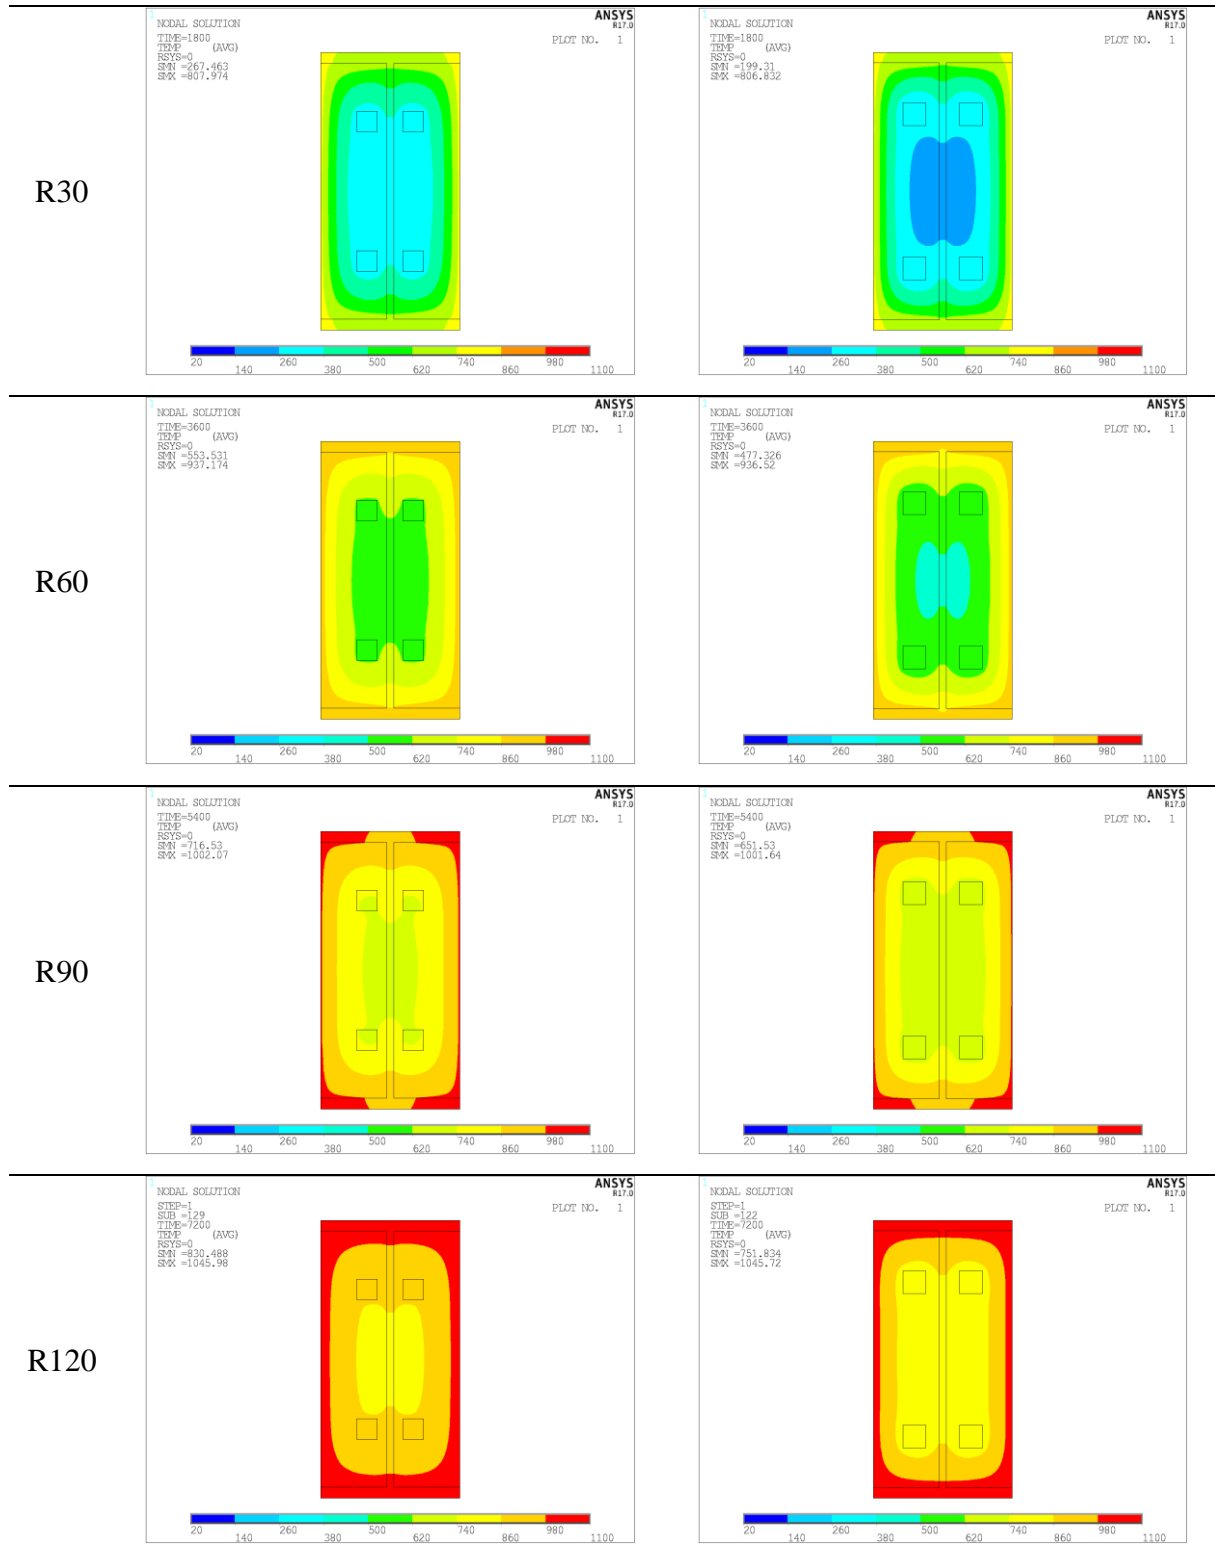 1
NODAL SOLUTION
TIME=1800
TEMP (AVG)
RSYS=0
SMN =267.463
SMX =807.974
ANSYS
R17.0
PLOT NO. 1
20 140 260 380 500 620 740 860 980 1100
1
NODAL SOLUTION
TIME=1800
TEMP (AVG)
RSYS=0
SMN =199.31
SMX =806.832
ANSYS
R17.0
PLOT NO. 1
20 140 260 380 500 620 740 860 980 1100
R30
1
NODAL SOLUTION
TIME=3600
TEMP (AVG)
RSYS=0
SMN =553.531
SMX =937.174
ANSYS
R17.0
PLOT NO. 1
20 140 260 380 500 620 740 860 980 1100
1
NODAL SOLUTION
TIME=3600
TEMP (AVG)
RSYS=0
SMN =477.326
SMX =936.52
ANSYS
R17.0
PLOT NO. 1
20 140 260 380 500 620 740 860 980 1100
R60
1
NODAL SOLUTION
TIME=5400
TEMP (AVG)
RSYS=0
SMN =716.53
SMX =1002.07
ANSYS
R17.0
PLOT NO. 1
20 140 260 380 500 620 740 860 980 1100
1
NODAL SOLUTION
TIME=5400
TEMP (AVG)
RSYS=0
SMN =651.53
SMX =1001.64
ANSYS
R17.0
PLOT NO. 1
20 140 260 380 500 620 740 860 980 1100
R90
1
NODAL SOLUTION
STEP=1
SUB =129
TIME=7200
TEMP (AVG)
RSYS=0
SMN =830.488
SMX =1045.98
ANSYS
R17.0
PLOT NO. 1
20 140 260 380 500 620 740 860 980 1100
1
NODAL SOLUTION
STEP=1
SUB =122
TIME=7200
TEMP (AVG)
RSYS=0
SMN =751.834
SMX =1045.72
ANSYS
R17.0
PLOT NO. 1
20 140 260 380 500 620 740 860 980 1100
R120